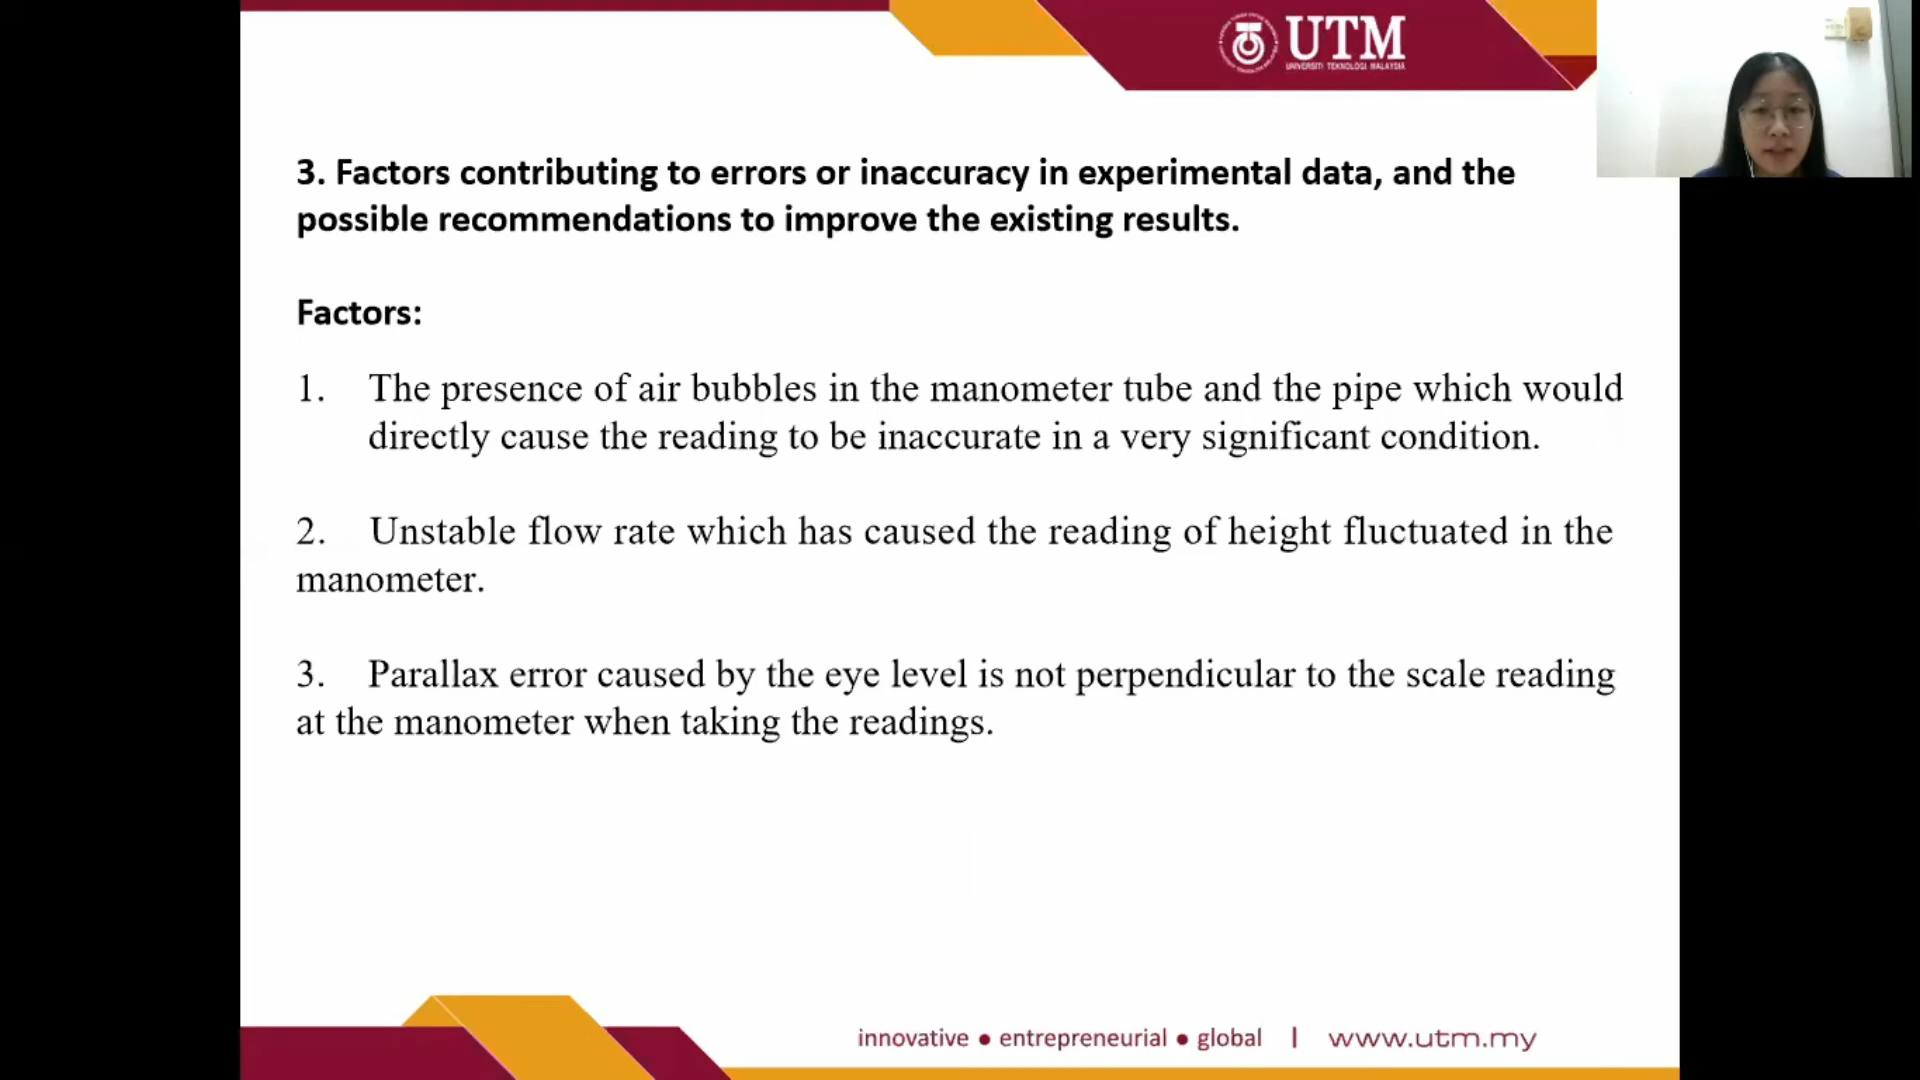 UTM
UNIVERSITI TEKNOLOGI MALAYSIA
3. Factors contributing to errors or inaccuracy in experimental data, and the
possible recommendations to improve the existing results.
Factors:
1. The presence of air bubbles in the manometer tube and the pipe which would
directly cause the reading to be inaccurate in a very significant condition.
2. Unstable flow rate which has caused the reading of height fluctuated in the
manometer.
3. Parallax error caused by the eye level is not perpendicular to the scale reading
at the manometer when taking the readings.
innovative ● entrepreneurial ● global | www.utm.my